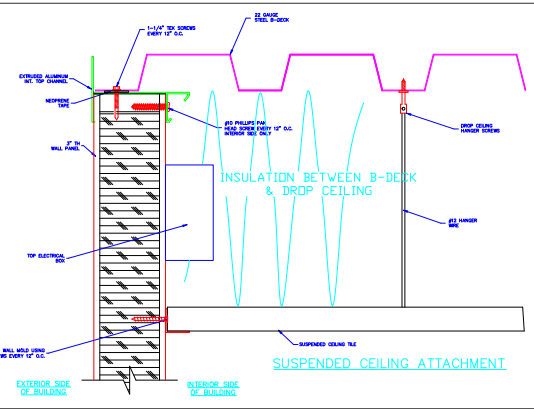 22 GAUGE
STEEL B-DECK
1-1/4" TEK SCREWS
EVERY 12" O.C.
EXTRUDED ALUMINUM
INT. TOP CHANNEL
NEOPRENE
TAPE
#10 PHILLIPS PAN
HEAD SCREW EVERY 12" O.C.
INTERIOR SIDE ONLY
DROP CEILING
HANGER SCREWS
3" TH
WALL PANEL
INSULATION BETWEEN B-DECK
& DROP CEILING
#12 HANGER
WIRE
TOP ELECTRICAL
BOX
WALL MOLD USING
WS EVERY 12" O.C.
SUSPENDED CEILING TILE
SUSPENDED CEILING ATTACHMENT
EXTERIOR SIDE
OF BUILDING
INTERIOR SIDE
OF BUILDING